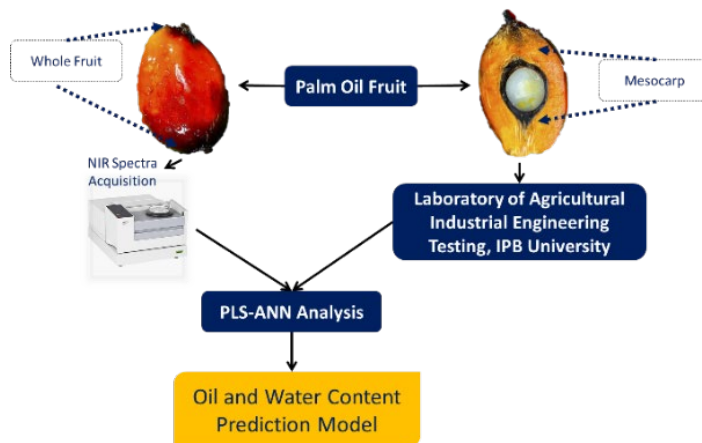 Whole Fruit
Palm Oil Fruit
Mesocarp
NIR Spectra
Acquisition
Laboratory of Agricultural
Industrial Engineering
Testing, IPB University
PLS-ANN Analysis
Oil and Water Content
Prediction Model